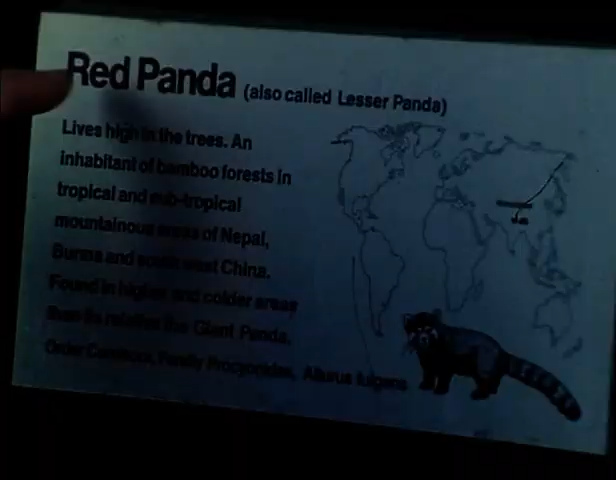 Red Panda (also called Lesser Panda)
Lives high in the trees. An
inhabitant of bamboo forests in
tropical and sub-tropical
mountainous areas of Nepal,
Burma and south west China.
Found in higher and colder areas
than its relative the Giant Panda.
Order Carnivora, Family Procyonidae, Ailurus fulgens